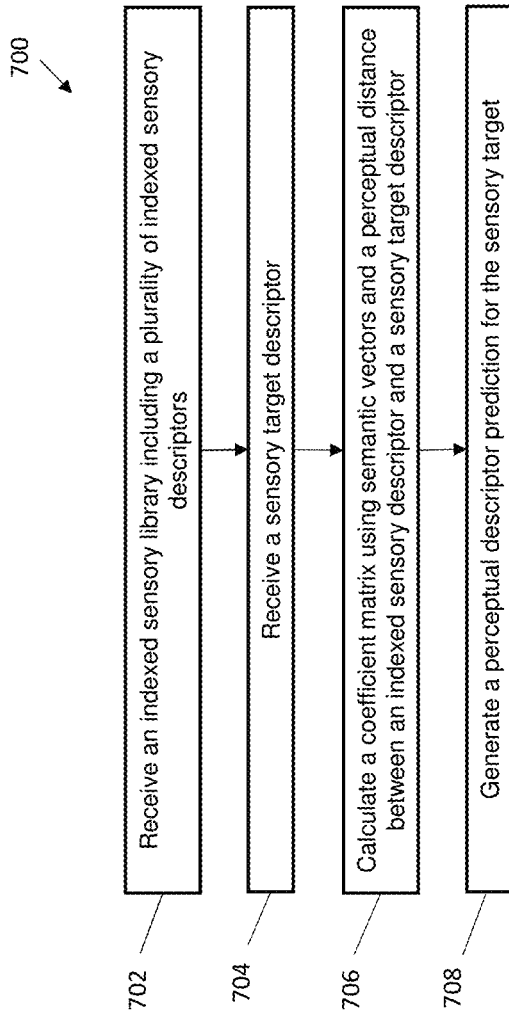 700
702
Receive an indexed sensory library including a plurality of indexed sensory
descriptors
704
Receive a sensory target descriptor
706
Calculate a coefficient matrix using semantic vectors and a perceptual distance
between an indexed sensory descriptor and a sensory target descriptor
708
Generate a perceptual descriptor prediction for the sensory target